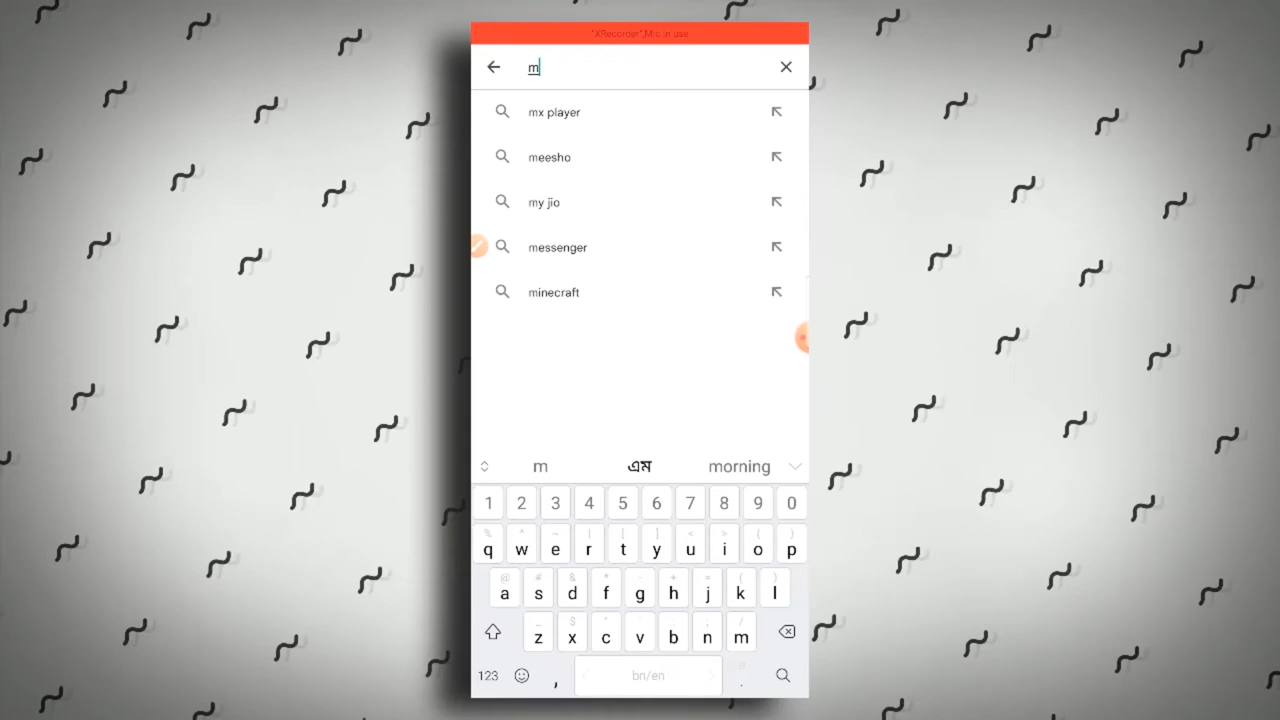 "XRecorder",Mic in use
m
mx player
meesho
my jio
messenger
minecraft
m এম morning
1 2 3 4 5 6 7 8 9 0
q w e r t y u i o p
a s d f g h j k l
z x c v b n m
123 , bn/en .